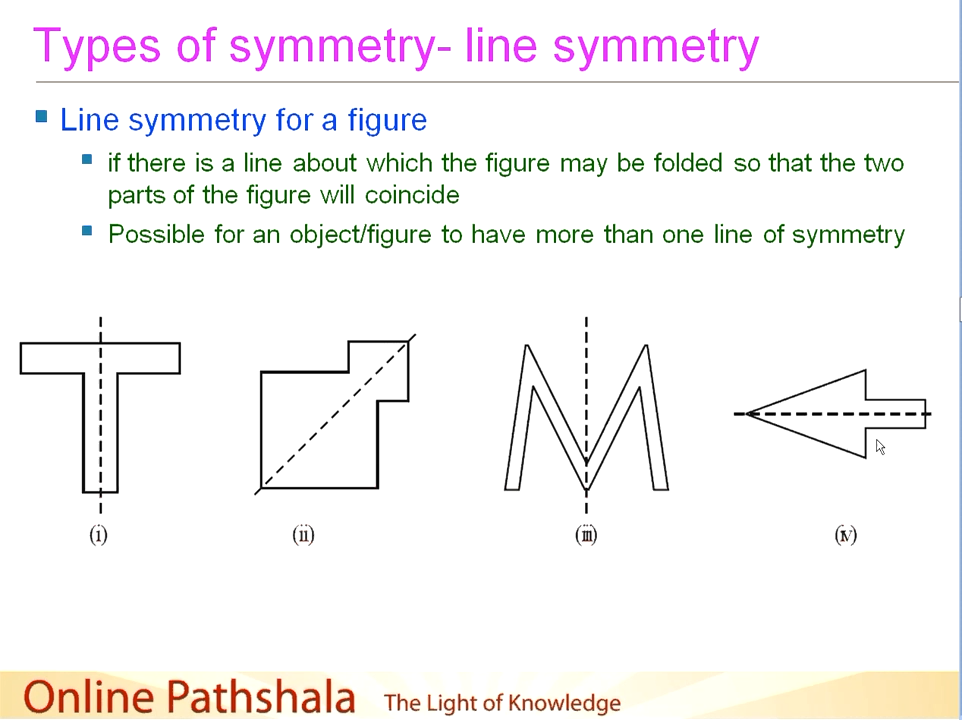 Types of symmetry- line symmetry
Line symmetry for a figure
if there is a line about which the figure may be folded so that the two
parts of the figure will coincide
Possible for an object/figure to have more than one line of symmetry
(i) (ii) (iii) (iv)
Online Pathshala The Light of Knowledge